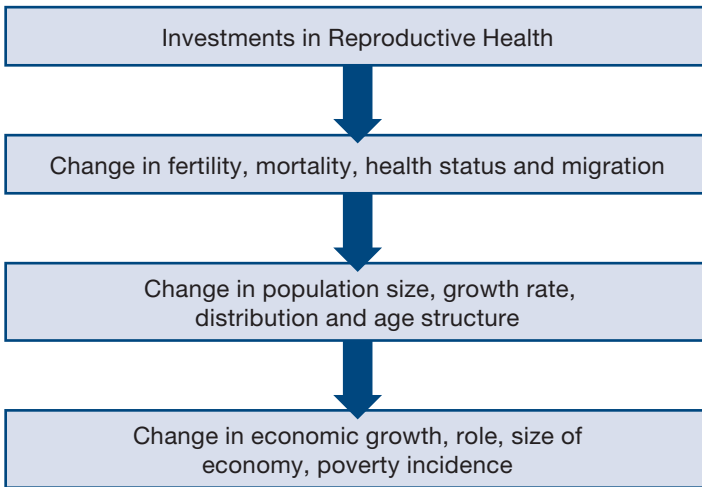 Investments in Reproductive Health
Change in fertility, mortality, health status and migration
Change in population size, growth rate,
distribution and age structure
Change in economic growth, role, size of
economy, poverty incidence